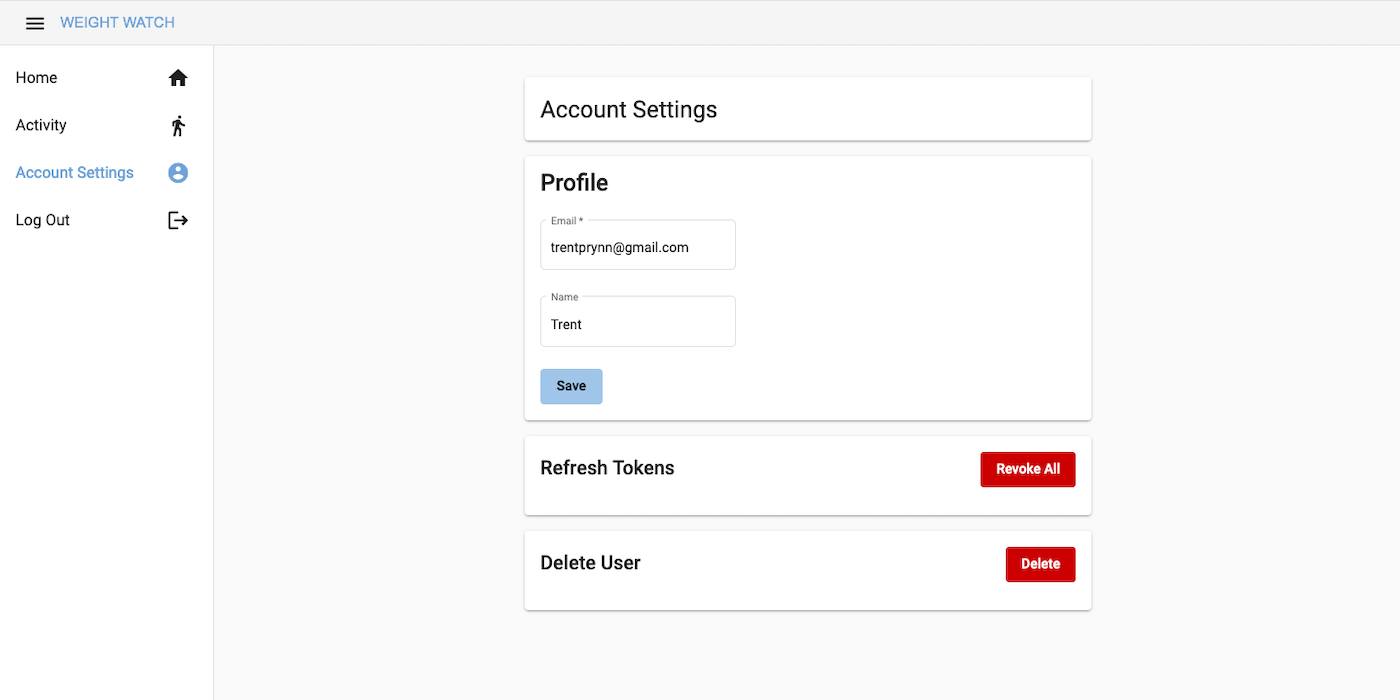 WEIGHT WATCH
Home
Activity
Account Settings
Log Out
Account Settings
Profile
Email *
trentprynn@gmail.com
Name
Trent
Save
Refresh Tokens
Revoke All
Delete User
Delete